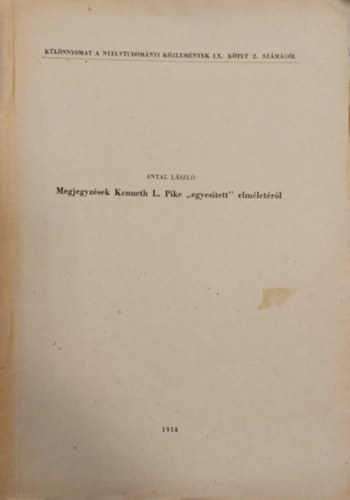 KÜLÖNNYOMAT A NYELVTUDOMÁNYI KÖZLEMÉNYEK LX. KÖTET 2. SZÁMÁBÓL
ANTAL LÁSZLÓ
Megjegyzések Kenneth L. Pike „egyesített" elméletéről
1958